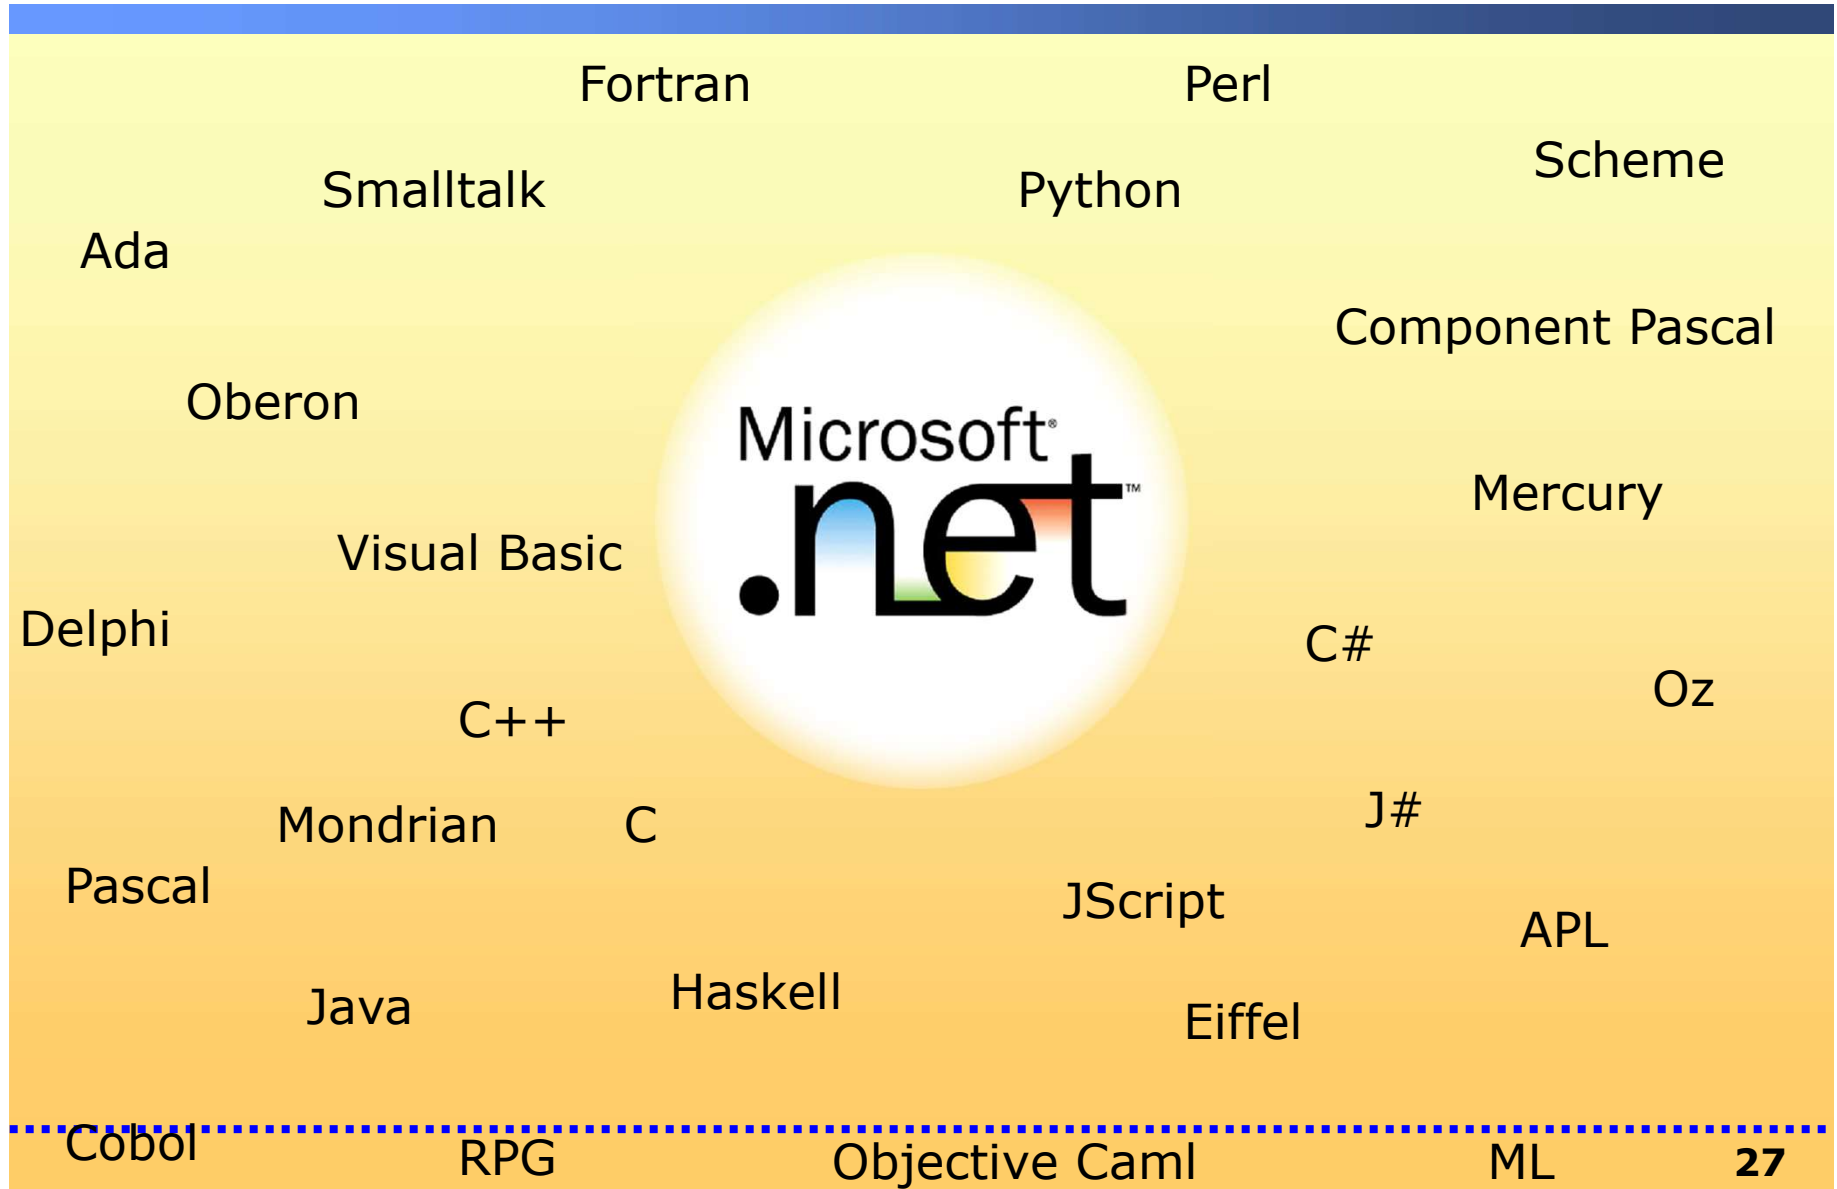 Fortran
Perl
Scheme
Smalltalk
Python
Ada
Component Pascal
Oberon
Microsoft®
.net™
Mercury
Visual Basic
Delphi
C#
Oz
C++
J#
Mondrian
C
Pascal
JScript
APL
Haskell
Java
Eiffel
Cobol
RPG
Objective Caml
ML
27